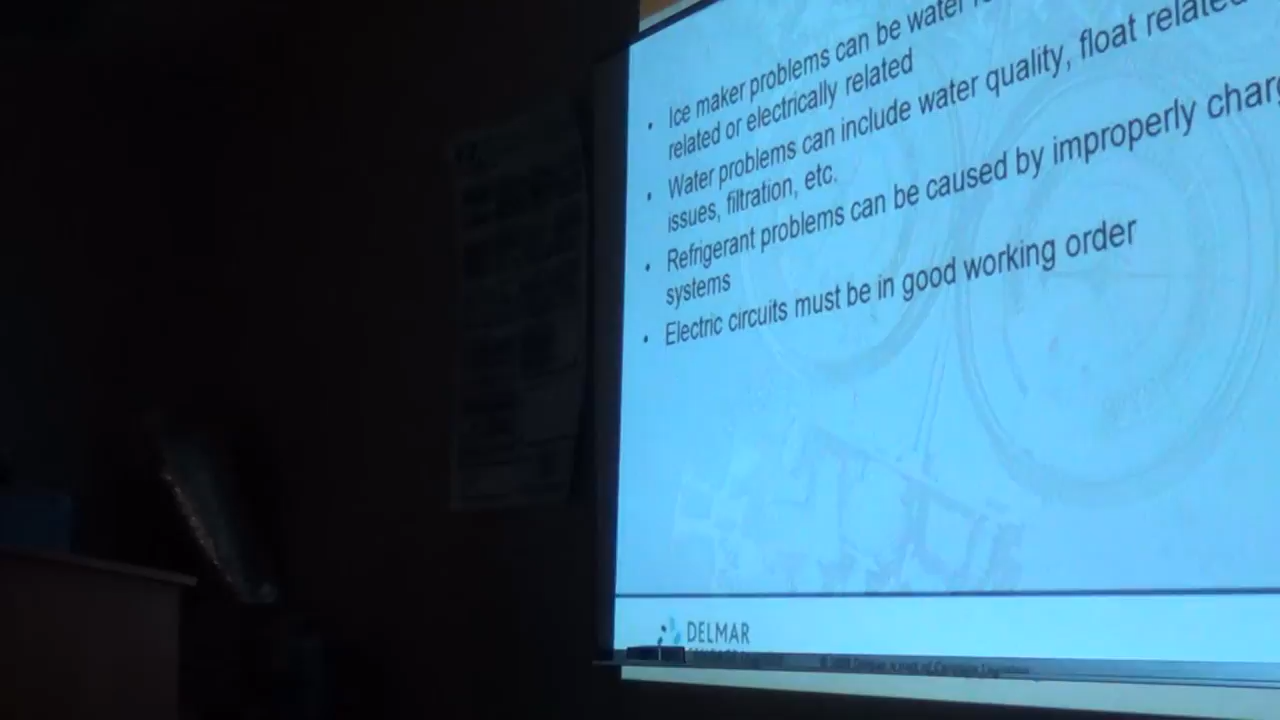 • Ice maker problems can be water
related or electrically related
• Water problems can include water quality, float related
issues, filtration, etc.
• Refrigerant problems can be caused by improperly
systems
• Electric circuits must be in good working order
DELMAR